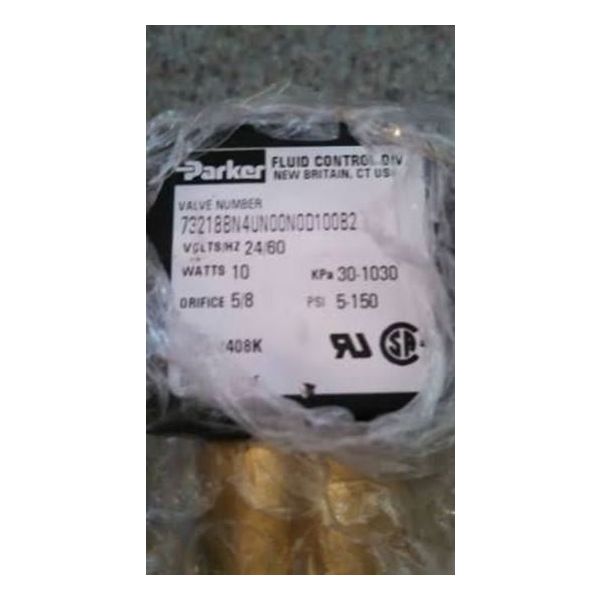 Parker
FLUID CONTROL DIV
NEW BRITAIN, CT US
VALVE NUMBER
73218BN4UN00N0D100B2
VOLTS/HZ 24/60
WATTS 10 KPa 30-1030
ORIFICE 5/8 PSI 5-150
408K